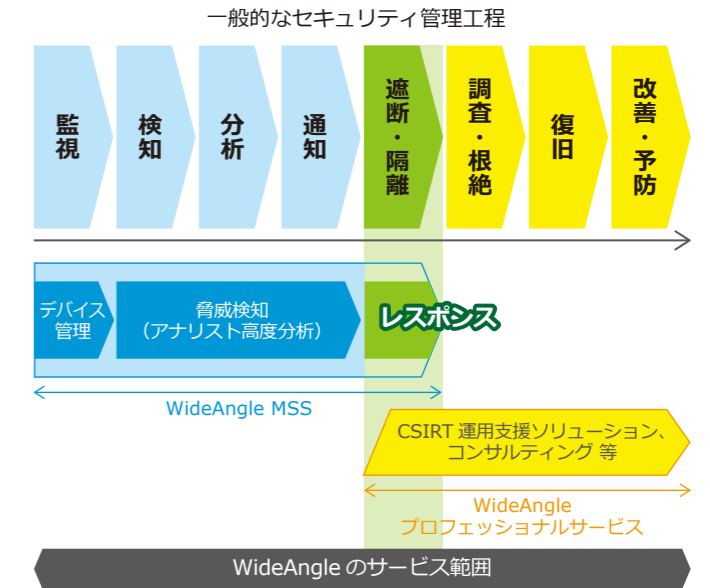 一般的なセキュリティ管理工程
監視
検知
分析
通知
遮断・隔離
調査・根絶
復旧
改善・予防
デバイス
管理
脅威検知
（アナリスト高度分析）
レスポンス
WideAngle MSS
CSIRT 運用支援ソリューション、
コンサルティング 等
WideAngle
プロフェッショナルサービス
WideAngle のサービス範囲